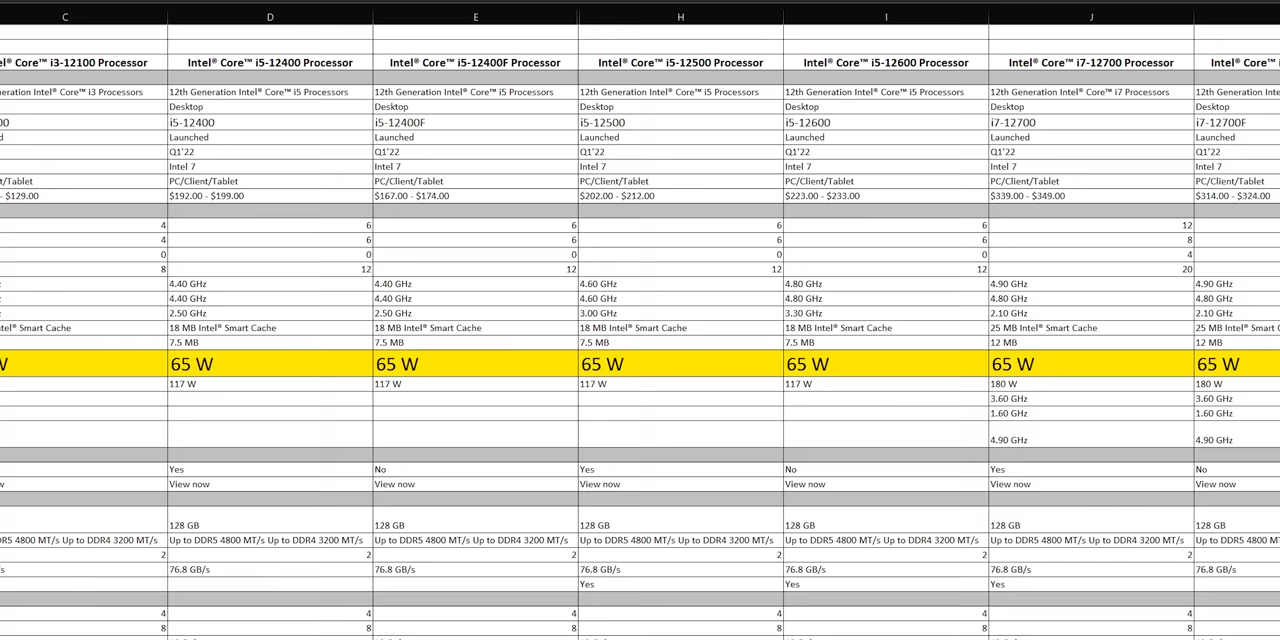 C D E H I J
el® Core™ i3-12100 Processor Intel® Core™ i5-12400 Processor Intel® Core™ i5-12400F Processor Intel® Core™ i5-12500 Processor Intel® Core™ i5-12600 Processor Intel® Core™ i7-12700 Processor Intel® Core™ i
eration Intel® Core™ i3 Processors 12th Generation Intel® Core™ i5 Processors 12th Generation Intel® Core™ i5 Processors 12th Generation Intel® Core™ i5 Processors 12th Generation Intel® Core™ i5 Processors 12th Generation Intel® Core™ i7 Processors 12th Generation Intel® Co
Desktop Desktop Desktop Desktop Desktop Desktop
00 i5-12400 i5-12400F i5-12500 i5-12600 i7-12700 i7-12700F
d Launched Launched Launched Launched Launched Launched
Q1'22 Q1'22 Q1'22 Q1'22 Q1'22 Q1'22
Intel 7 Intel 7 Intel 7 Intel 7 Intel 7 Intel 7
t/Tablet PC/Client/Tablet PC/Client/Tablet PC/Client/Tablet PC/Client/Tablet PC/Client/Tablet PC/Client/Tablet
- $129.00 $192.00 - $199.00 $167.00 - $174.00 $202.00 - $212.00 $223.00 - $233.00 $339.00 - $349.00 $314.00 - $324.00
4 6 6 6 6 12
4 6 6 6 6 8
0 0 0 0 0 4
8 12 12 12 12 20
4.40 GHz 4.40 GHz 4.60 GHz 4.80 GHz 4.90 GHz 4.90 GHz
4.40 GHz 4.40 GHz 4.60 GHz 4.80 GHz 4.80 GHz 4.80 GHz
2.50 GHz 2.50 GHz 3.00 GHz 3.30 GHz 2.10 GHz 2.10 GHz
tel® Smart Cache 18 MB Intel® Smart Cache 18 MB Intel® Smart Cache 18 MB Intel® Smart Cache 18 MB Intel® Smart Cache 25 MB Intel® Smart Cache 25 MB Intel® Smart C
7.5 MB 7.5 MB 7.5 MB 7.5 MB 12 MB 12 MB
W 65 W 65 W 65 W 65 W 65 W 65 W
117 W 117 W 117 W 117 W 180 W 180 W
3.60 GHz 3.60 GHz
1.60 GHz 1.60 GHz
4.90 GHz 4.90 GHz
Yes No Yes No Yes No
w View now View now View now View now View now View now
128 GB 128 GB 128 GB 128 GB 128 GB 128 GB
DR5 4800 MT/s Up to DDR4 3200 MT/s Up to DDR5 4800 MT/s Up to DDR4 3200 MT/s Up to DDR5 4800 MT/s Up to DDR4 3200 MT/s Up to DDR5 4800 MT/s Up to DDR4 3200 MT/s Up to DDR5 4800 MT/s Up to DDR4 3200 MT/s Up to DDR5 4800 MT/s Up to DDR4 3200 MT/s Up to DDR5 4800 MT
2 2 2 2 2 2
/s 76.8 GB/s 76.8 GB/s 76.8 GB/s 76.8 GB/s 76.8 GB/s 76.8 GB/s
Yes Yes Yes
4 4 4 4 4 4
8 8 8 8 8 8